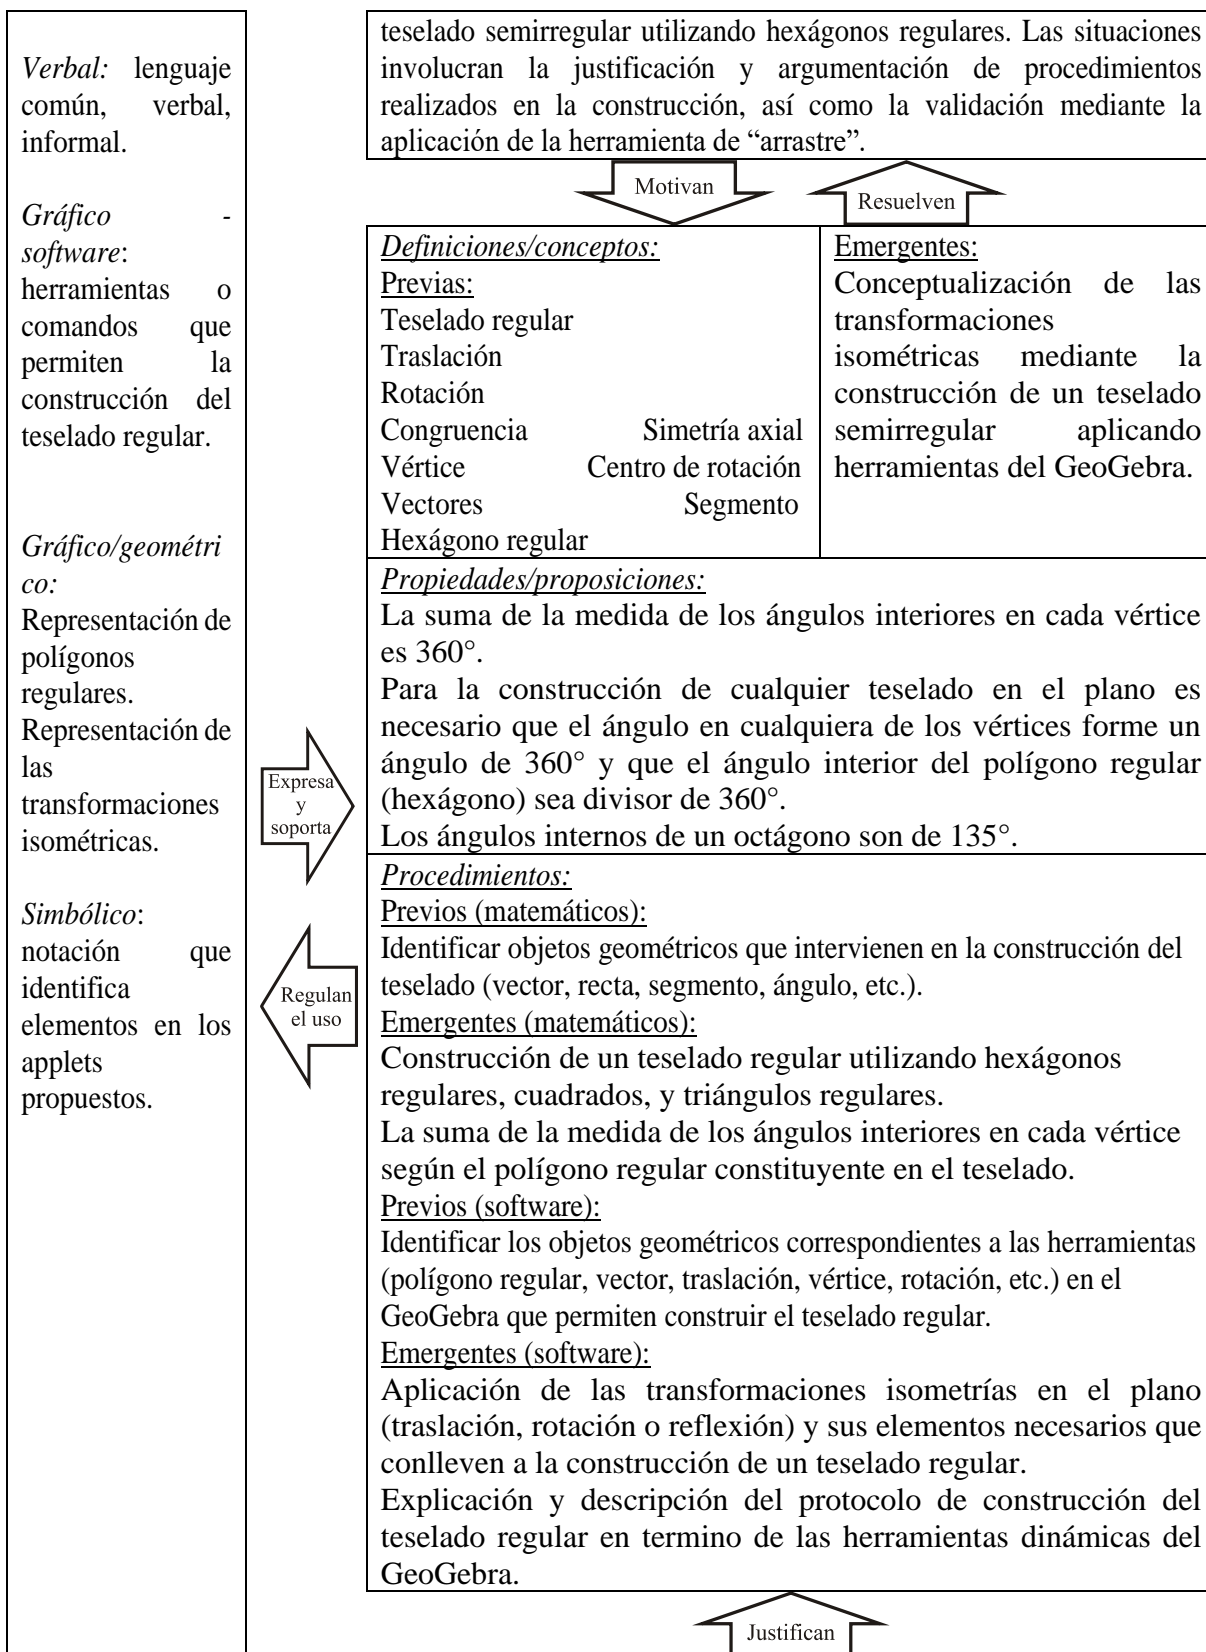 Verbal: lenguaje
común, verbal,
informal.
Gráfico -
software:
herramientas o
comandos que
permiten la
construcción del
teselado regular.
Gráfico/geométri
co:
Representación de
polígonos
regulares.
Representación de
las
transformaciones
isométricas.
Simbólico:
notación que
identifica
elementos en los
applets
propuestos.
Expresa
y
soporta
Regulan
el uso
teselado semirregular utilizando hexágonos regulares. Las situaciones
involucran la justificación y argumentación de procedimientos
realizados en la construcción, así como la validación mediante la
aplicación de la herramienta de “arrastre”.
Motivan
Resuelven
Definiciones/conceptos:
Previas:
Teselado regular
Traslación
Rotación
Congruencia Simetría axial
Vértice Centro de rotación
Vectores Segmento
Hexágono regular
Emergentes:
Conceptualización de las
transformaciones
isométricas mediante la
construcción de un teselado
semirregular aplicando
herramientas del GeoGebra.
Propiedades/proposiciones:
La suma de la medida de los ángulos interiores en cada vértice
es 360°.
Para la construcción de cualquier teselado en el plano es
necesario que el ángulo en cualquiera de los vértices forme un
ángulo de 360° y que el ángulo interior del polígono regular
(hexágono) sea divisor de 360°.
Los ángulos internos de un octágono son de 135°.
Procedimientos:
Previos (matemáticos):
Identificar objetos geométricos que intervienen en la construcción del
teselado (vector, recta, segmento, ángulo, etc.).
Emergentes (matemáticos):
Construcción de un teselado regular utilizando hexágonos
regulares, cuadrados, y triángulos regulares.
La suma de la medida de los ángulos interiores en cada vértice
según el polígono regular constituyente en el teselado.
Previos (software):
Identificar los objetos geométricos correspondientes a las herramientas
(polígono regular, vector, traslación, vértice, rotación, etc.) en el
GeoGebra que permiten construir el teselado regular.
Emergentes (software):
Aplicación de las transformaciones isometrías en el plano
(traslación, rotación o reflexión) y sus elementos necesarios que
conlleven a la construcción de un teselado regular.
Explicación y descripción del protocolo de construcción del
teselado regular en termino de las herramientas dinámicas del
GeoGebra.
Justifican